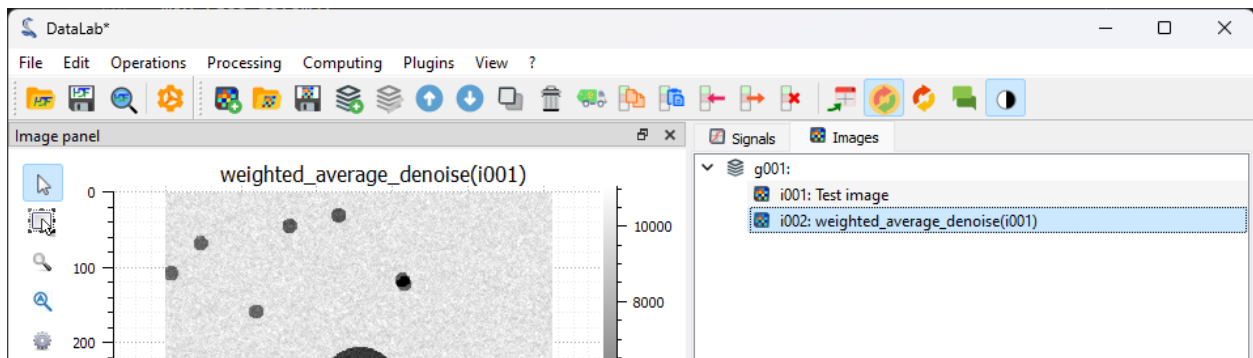 DataLab*
File Edit Operations Processing Computing Plugins View ?
Image panel
Signals Images
weighted_average_denoise(i001)
g001:
i001: Test image
i002: weighted_average_denoise(i001)
0
100
200
10000
8000